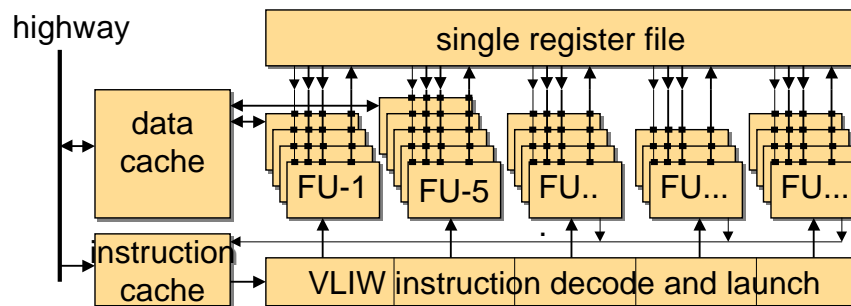 highway
single register file
data
cache
FU-1
FU-5
FU..
FU...
FU...
.
instruction
cache
VLIW instruction decode and launch